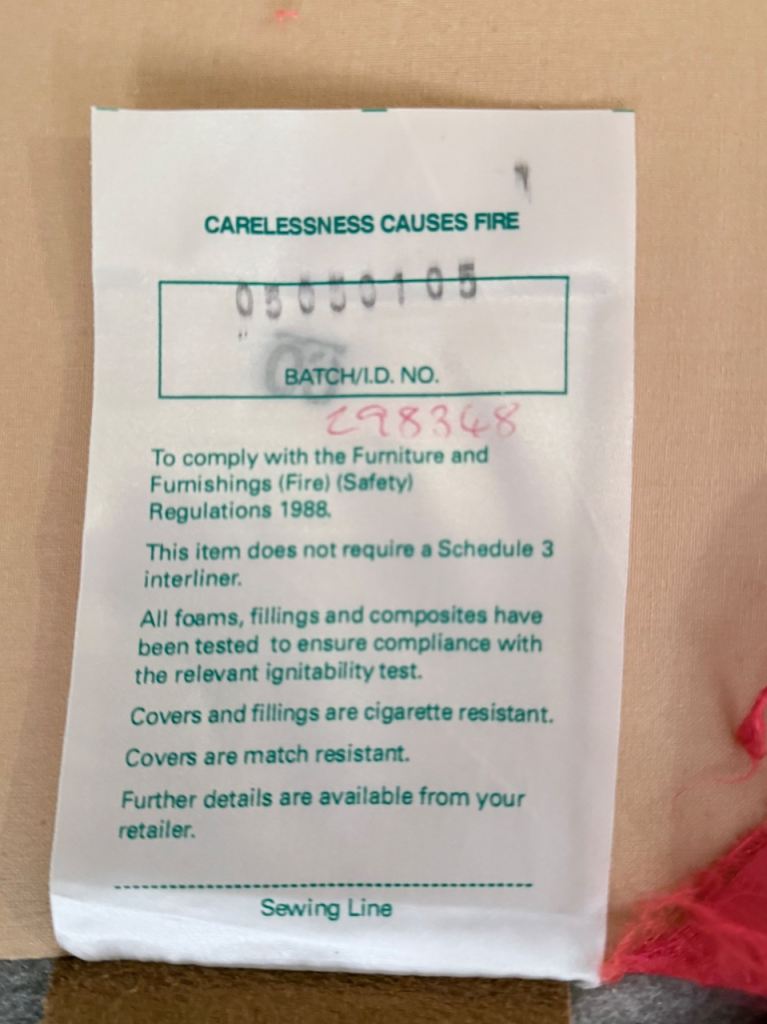 CARELESSNESS CAUSES FIRE
05050105
03
BATCH/I.D. NO.
298348
To comply with the Furniture and
Furnishings (Fire) (Safety)
Regulations 1988.
This item does not require a Schedule 3
interliner.
All foams, fillings and composites have
been tested to ensure compliance with
the relevant ignitability test.
Covers and fillings are cigarette resistant.
Covers are match resistant.
Further details are available from your
retailer.
Sewing Line